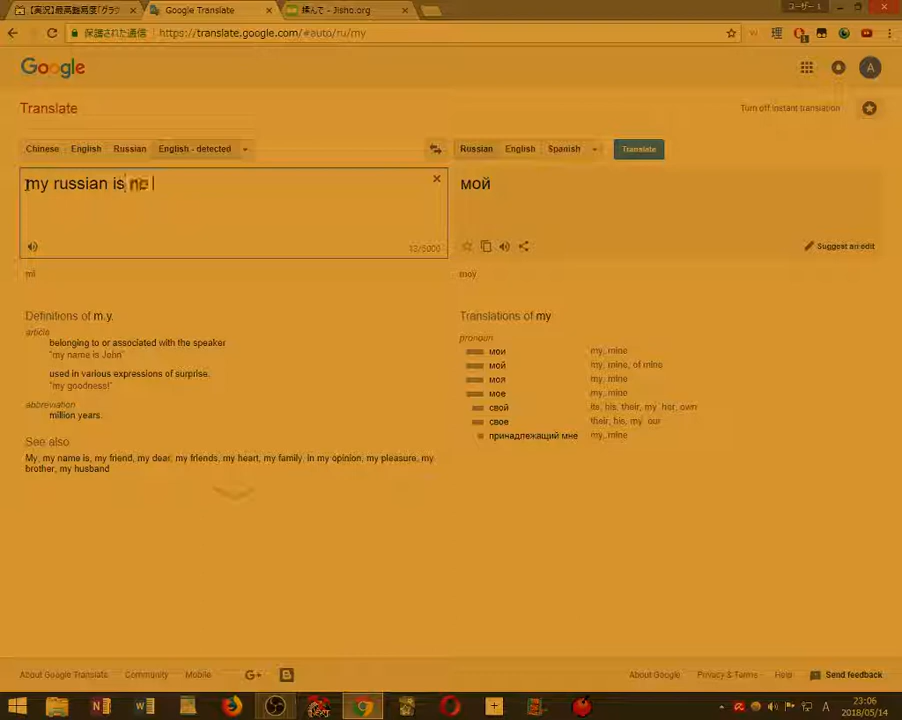 【実況】最高難易度「グラク
Google Translate
揉んで - Jisho.org
ユーザー 1
保護された通信
https://translate.google.com/#auto/ru/my
Google
A
Translate
Turn off instant translation
Chinese English Russian English - detected
Russian English Spanish Translate
my russian is
мой
13/5000
Suggest an edit
mī
moy
Definitions of m.y.
article
belonging to or associated with the speaker
"my name is John"
used in various expressions of surprise.
"my goodness!"
abbreviation
million years.
See also
My, my name is, my friend, my dear, my friends, my heart, my family, in my opinion, my pleasure, my
brother, my husband
Translations of my
pronoun
мои my, mine
мой my, mine, of mine
моя my, mine
мое my, mine
свой its, his, their, my, her, own
свое their, his, my, our
принадлежащий мне my, mine
About Google Translate Community Mobile G+
About Google Privacy & Terms Help Send feedback
A
23:06
2018/05/14